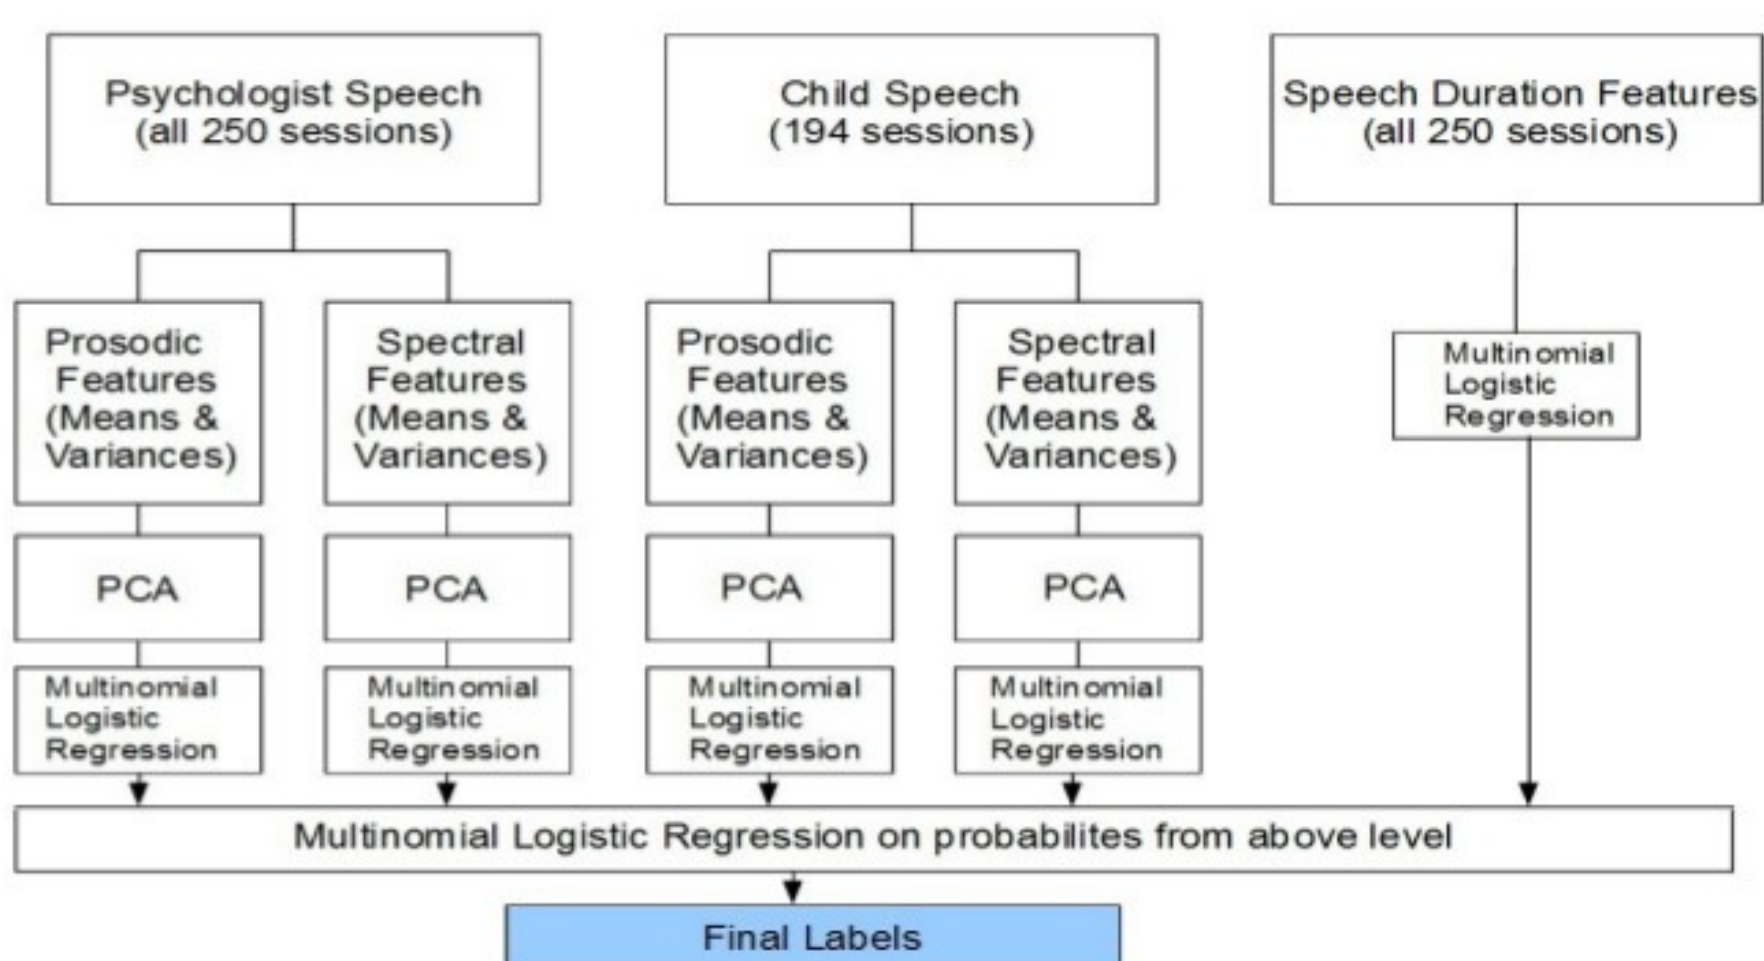 Psychologist Speech
(all 250 sessions)
Child Speech
(194 sessions)
Speech Duration Features
(all 250 sessions)
Prosodic
Features
(Means &
Variances)
Spectral
Features
(Means &
Variances)
Prosodic
Features
(Means &
Variances)
Spectral
Features
(Means &
Variances)
Multinomial
Logistic
Regression
PCA
PCA
PCA
PCA
Multinomial
Logistic
Regression
Multinomial
Logistic
Regression
Multinomial
Logistic
Regression
Multinomial
Logistic
Regression
Multinomial Logistic Regression on probabilites from above level
Final Labels